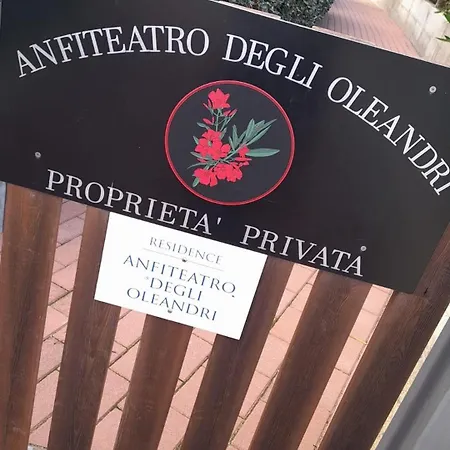 ANFITEATRO DEGLI OLEANDRI
PROPRIETA' PRIVATA
RESIDENCE
ANFITEATRO
DEGLI
OLEANDRI